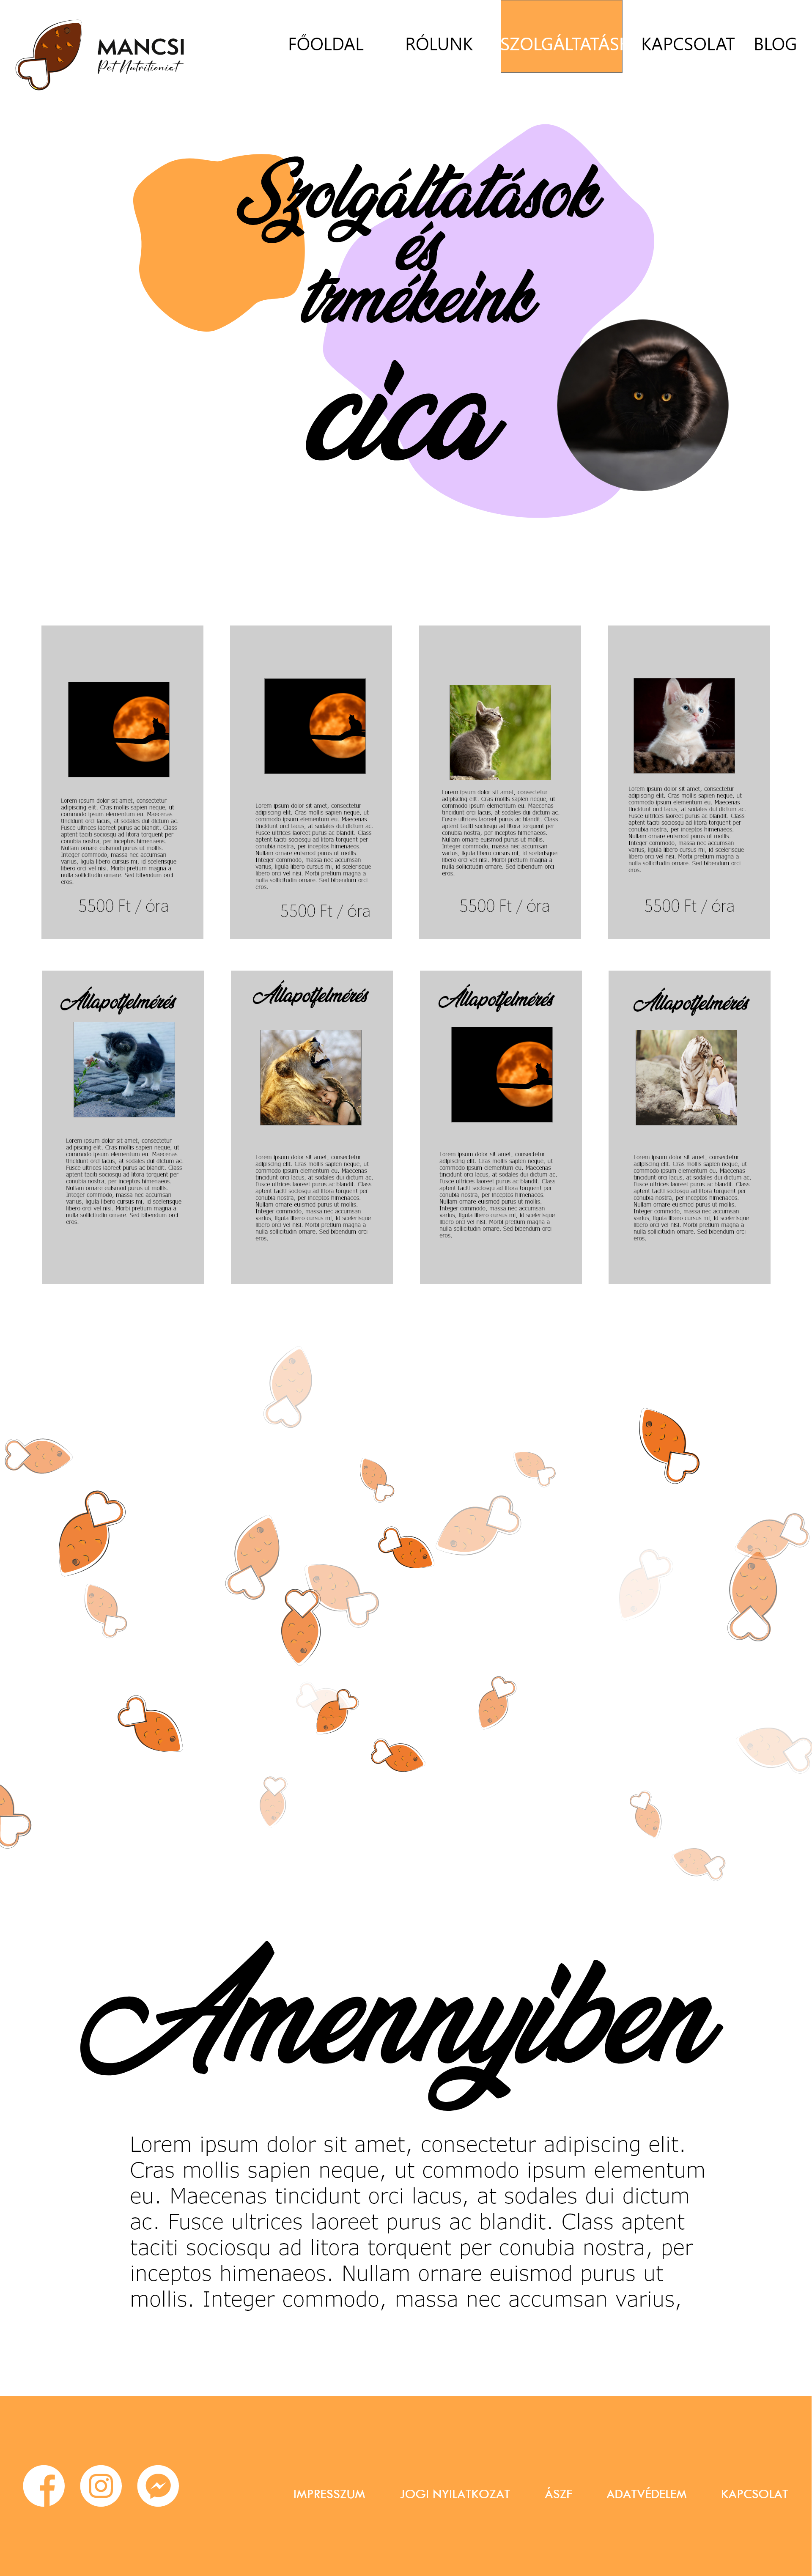 MANCSI
Pet Nutritionist
FŐOLDAL RÓLUNK SZOLGÁLTATÁSI KAPCSOLAT BLOG
Szolgáltatások
és
trmékeink
cica
Lorem ipsum dolor sit amet, consectetur
adipiscing elit. Cras mollis sapien neque, ut
commodo ipsum elementum eu. Maecenas
tincidunt orci lacus, at sodales dui dictum ac.
Fusce ultrices laoreet purus ac blandit. Class
aptent taciti sociosqu ad litora torquent per
conubia nostra, per inceptos himenaeos.
Nullam ornare euismod purus ut mollis.
Integer commodo, massa nec accumsan
varius, ligula libero cursus mi, id scelerisque
libero orci vel nisi. Morbi pretium magna a
nulla sollicitudin ornare. Sed bibendum orci
eros.
5500 Ft / óra
Lorem ipsum dolor sit amet, consectetur
adipiscing elit. Cras mollis sapien neque, ut
commodo ipsum elementum eu. Maecenas
tincidunt orci lacus, at sodales dui dictum ac.
Fusce ultrices laoreet purus ac blandit. Class
aptent taciti sociosqu ad litora torquent per
conubia nostra, per inceptos himenaeos.
Nullam ornare euismod purus ut mollis.
Integer commodo, massa nec accumsan
varius, ligula libero cursus mi, id scelerisque
libero orci vel nisi. Morbi pretium magna a
nulla sollicitudin ornare. Sed bibendum orci
eros.
5500 Ft / óra
Lorem ipsum dolor sit amet, consectetur
adipiscing elit. Cras mollis sapien neque, ut
commodo ipsum elementum eu. Maecenas
tincidunt orci lacus, at sodales dui dictum ac.
Fusce ultrices laoreet purus ac blandit. Class
aptent taciti sociosqu ad litora torquent per
conubia nostra, per inceptos himenaeos.
Nullam ornare euismod purus ut mollis.
Integer commodo, massa nec accumsan
varius, ligula libero cursus mi, id scelerisque
libero orci vel nisi. Morbi pretium magna a
nulla sollicitudin ornare. Sed bibendum orci
eros.
5500 Ft / óra
Lorem ipsum dolor sit amet, consectetur
adipiscing elit. Cras mollis sapien neque, ut
commodo ipsum elementum eu. Maecenas
tincidunt orci lacus, at sodales dui dictum ac.
Fusce ultrices laoreet purus ac blandit. Class
aptent taciti sociosqu ad litora torquent per
conubia nostra, per inceptos himenaeos.
Nullam ornare euismod purus ut mollis.
Integer commodo, massa nec accumsan
varius, ligula libero cursus mi, id scelerisque
libero orci vel nisi. Morbi pretium magna a
nulla sollicitudin ornare. Sed bibendum orci
eros.
5500 Ft / óra
Állapotfelmérés
Lorem ipsum dolor sit amet, consectetur
adipiscing elit. Cras mollis sapien neque, ut
commodo ipsum elementum eu. Maecenas
tincidunt orci lacus, at sodales dui dictum ac.
Fusce ultrices laoreet purus ac blandit. Class
aptent taciti sociosqu ad litora torquent per
conubia nostra, per inceptos himenaeos.
Nullam ornare euismod purus ut mollis.
Integer commodo, massa nec accumsan
varius, ligula libero cursus mi, id scelerisque
libero orci vel nisi. Morbi pretium magna a
nulla sollicitudin ornare. Sed bibendum orci
eros.
Állapotfelmérés
Lorem ipsum dolor sit amet, consectetur
adipiscing elit. Cras mollis sapien neque, ut
commodo ipsum elementum eu. Maecenas
tincidunt orci lacus, at sodales dui dictum ac.
Fusce ultrices laoreet purus ac blandit. Class
aptent taciti sociosqu ad litora torquent per
conubia nostra, per inceptos himenaeos.
Nullam ornare euismod purus ut mollis.
Integer commodo, massa nec accumsan
varius, ligula libero cursus mi, id scelerisque
libero orci vel nisi. Morbi pretium magna a
nulla sollicitudin ornare. Sed bibendum orci
eros.
Állapotfelmérés
Lorem ipsum dolor sit amet, consectetur
adipiscing elit. Cras mollis sapien neque, ut
commodo ipsum elementum eu. Maecenas
tincidunt orci lacus, at sodales dui dictum ac.
Fusce ultrices laoreet purus ac blandit. Class
aptent taciti sociosqu ad litora torquent per
conubia nostra, per inceptos himenaeos.
Nullam ornare euismod purus ut mollis.
Integer commodo, massa nec accumsan
varius, ligula libero cursus mi, id scelerisque
libero orci vel nisi. Morbi pretium magna a
nulla sollicitudin ornare. Sed bibendum orci
eros.
Állapotfelmérés
Lorem ipsum dolor sit amet, consectetur
adipiscing elit. Cras mollis sapien neque, ut
commodo ipsum elementum eu. Maecenas
tincidunt orci lacus, at sodales dui dictum ac.
Fusce ultrices laoreet purus ac blandit. Class
aptent taciti sociosqu ad litora torquent per
conubia nostra, per inceptos himenaeos.
Nullam ornare euismod purus ut mollis.
Integer commodo, massa nec accumsan
varius, ligula libero cursus mi, id scelerisque
libero orci vel nisi. Morbi pretium magna a
nulla sollicitudin ornare. Sed bibendum orci
eros.
Amennyiben
Lorem ipsum dolor sit amet, consectetur adipiscing elit.
Cras mollis sapien neque, ut commodo ipsum elementum
eu. Maecenas tincidunt orci lacus, at sodales dui dictum
ac. Fusce ultrices laoreet purus ac blandit. Class aptent
taciti sociosqu ad litora torquent per conubia nostra, per
inceptos himenaeos. Nullam ornare euismod purus ut
mollis. Integer commodo, massa nec accumsan varius,
IMPRESSZUM JOGI NYILATKOZAT ÁSZF ADATVÉDELEM KAPCSOLAT